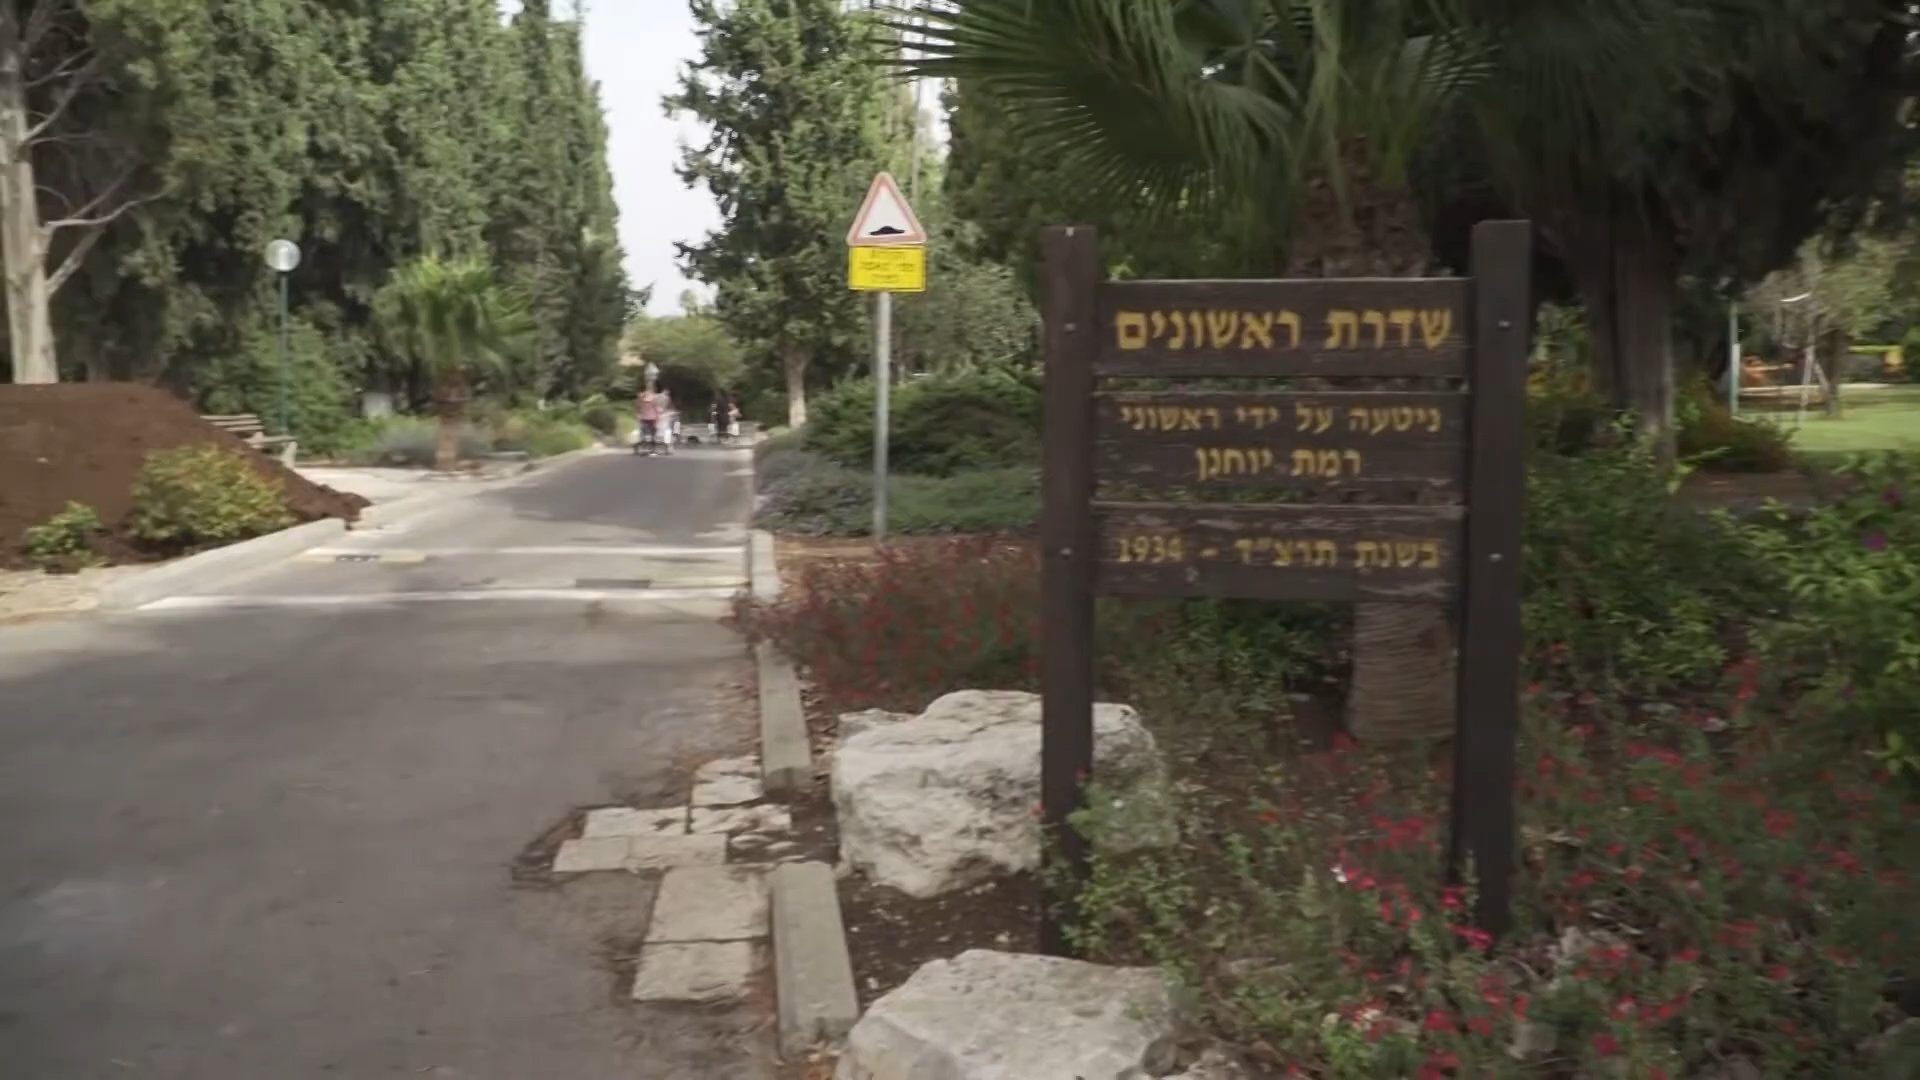 שדרת ראשונים
ניטעה על ידי ראשוני
רמת יוחנן
בשנת תרצ"ד - 1934